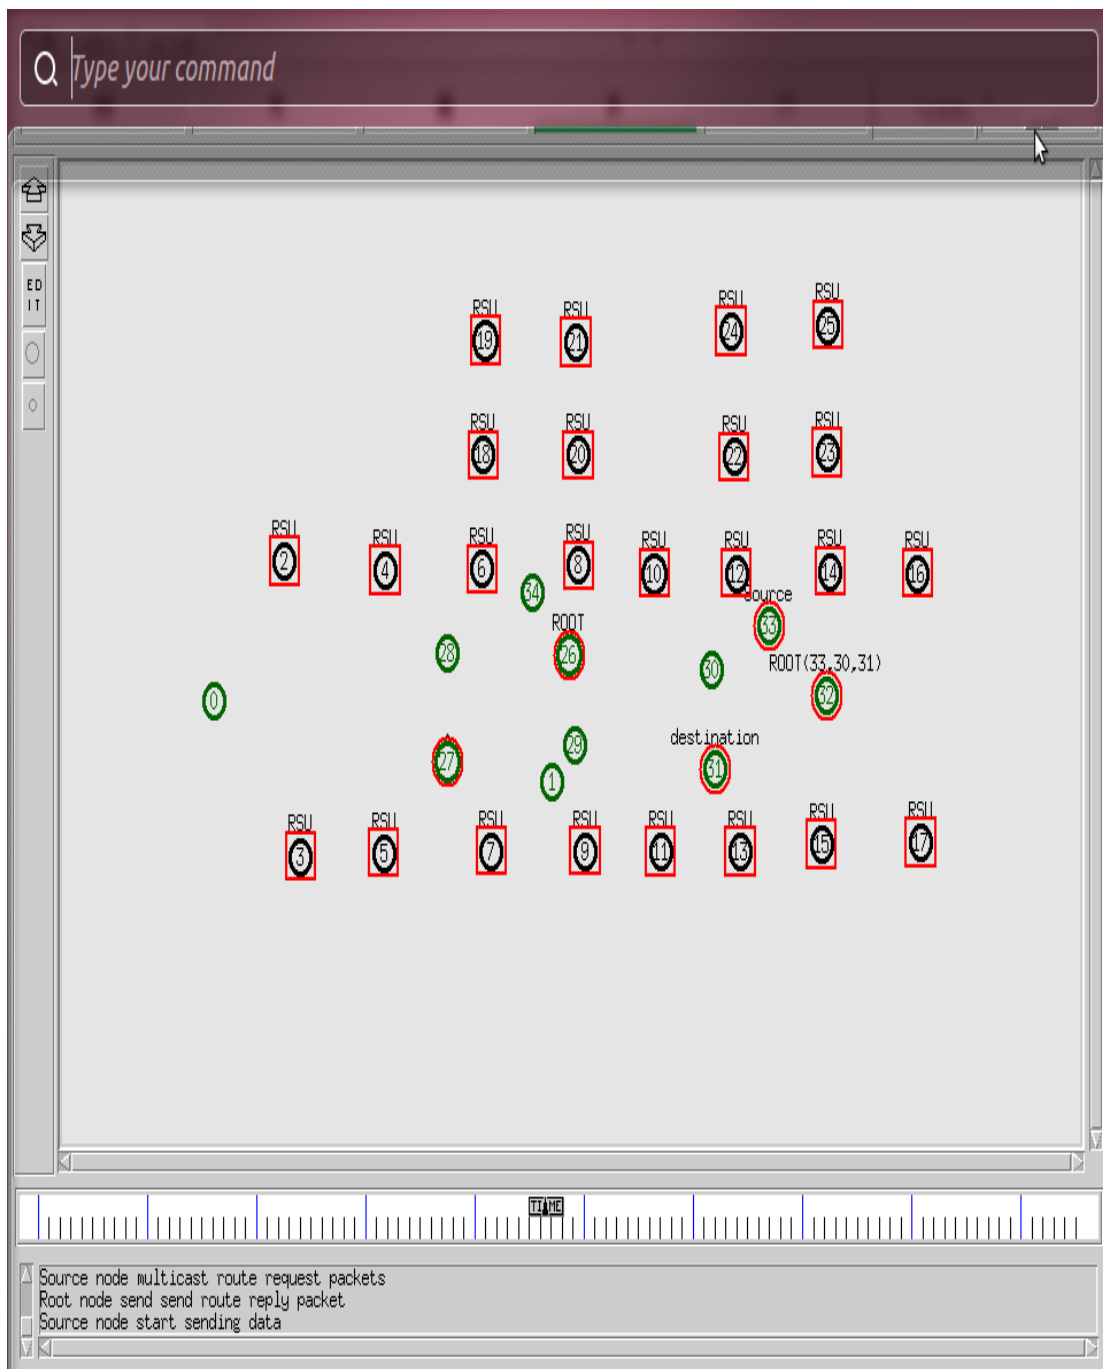 Type your command
ED
IT
RSU RSU RSU RSU
19 21 24 25
RSU RSU RSU RSU
18 20 22 23
RSU RSU RSU RSU RSU RSU RSU RSU
2 4 6 8 10 12 14 16
34 Source
ROOT 33
28 26 30 ROOT(33,30,31)
0 32
29 destination
27 1 31
RSU RSU RSU RSU RSU RSU RSU RSU
3 5 7 9 11 13 15 17
TIME
Source node multicast route request packets
Root node send send route reply packet
Source node start sending data